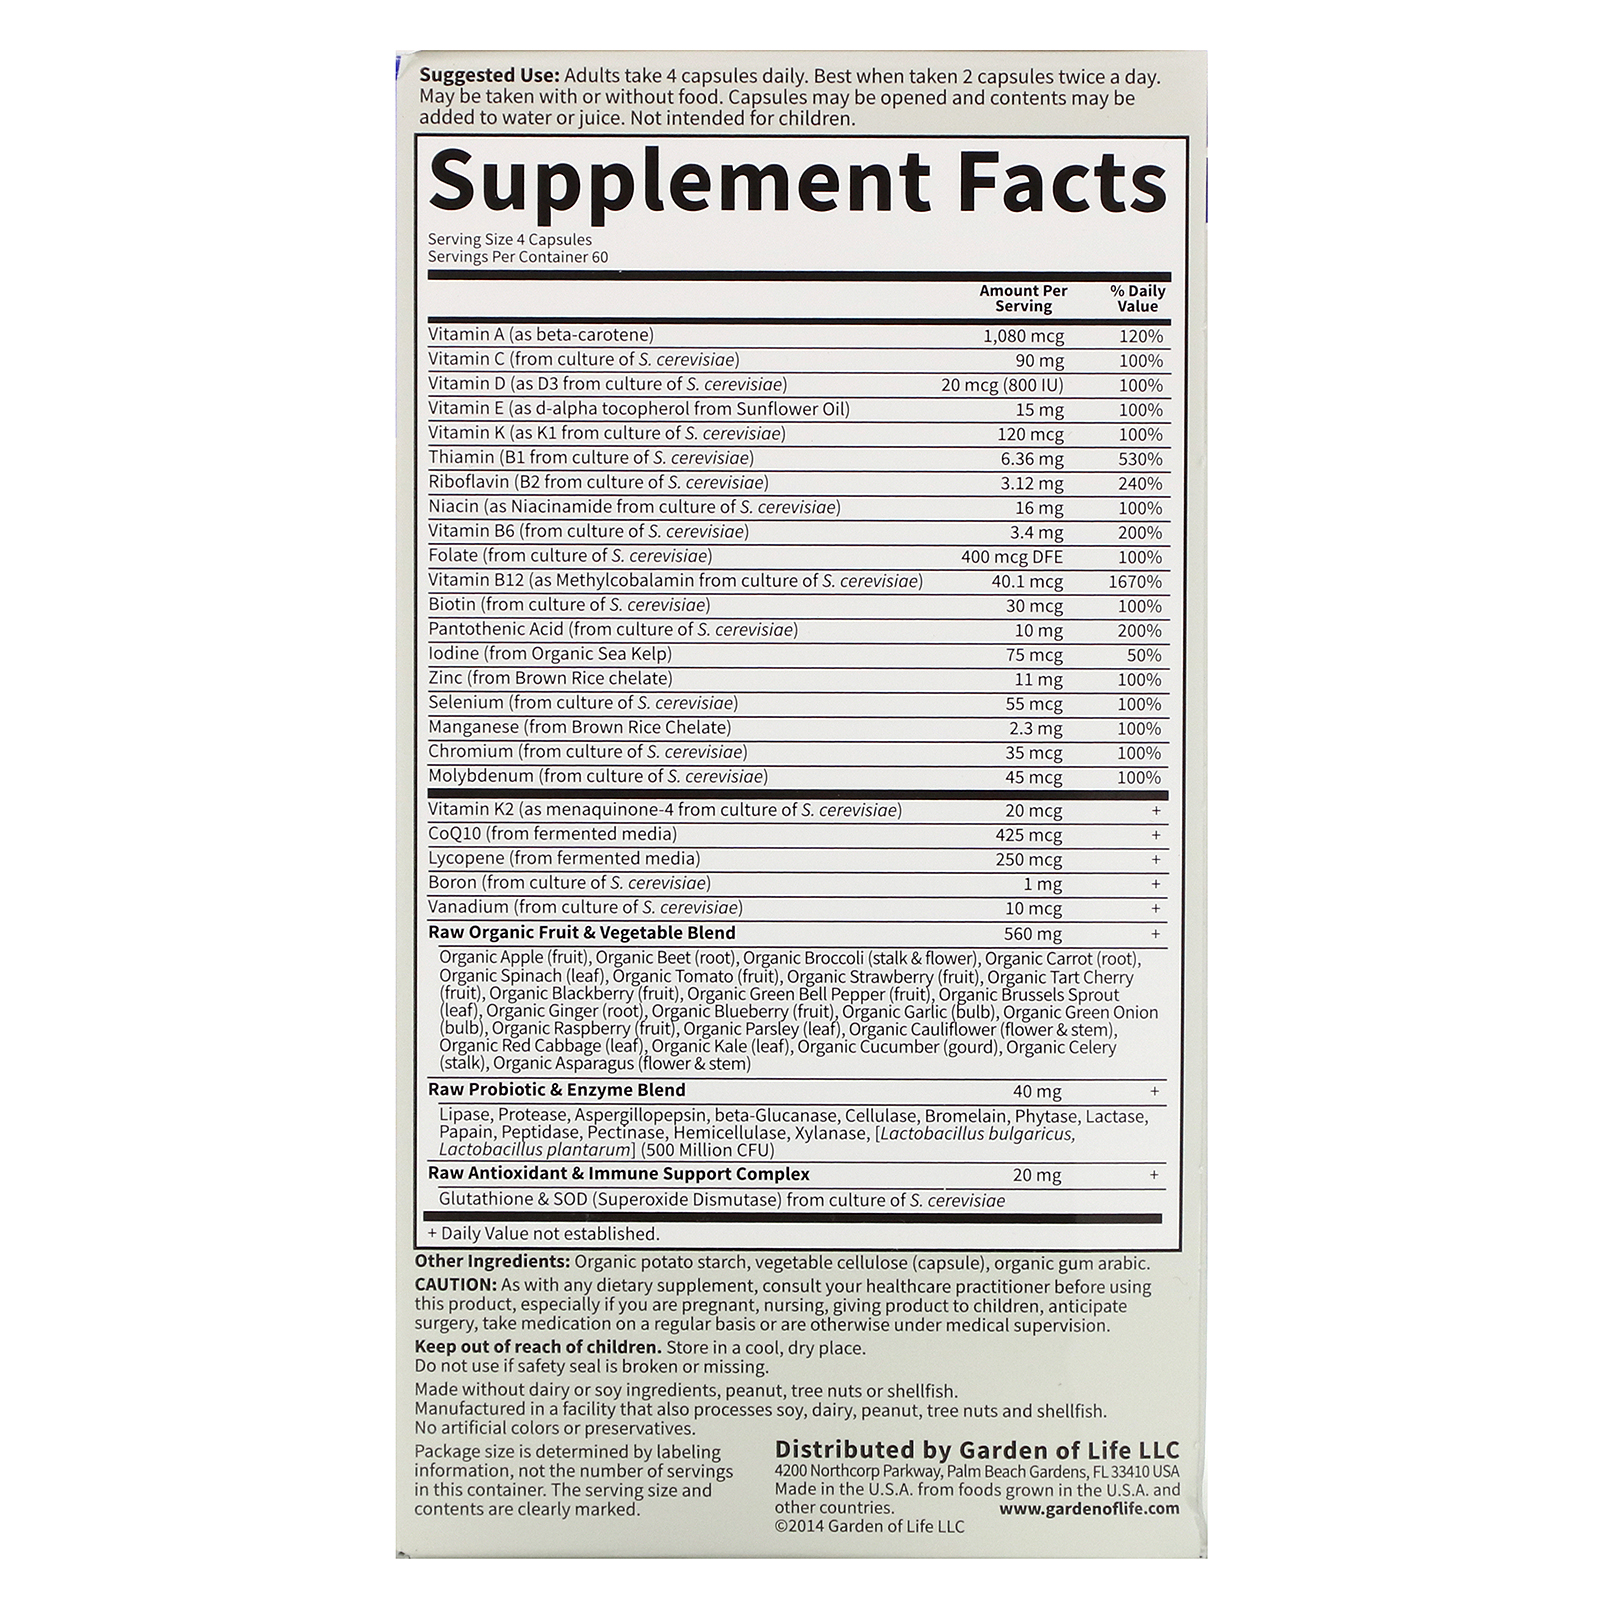 Suggested Use: Adults take 4 capsules daily. Best when taken 2 capsules twice a day.
May be taken with or without food. Capsules may be opened and contents may be
added to water or juice. Not intended for children.
Supplement Facts
Serving Size 4 Capsules
Servings Per Container 60
Amount Per Serving % Daily Value
Vitamin A (as beta-carotene) 1,080 mcg 120%
Vitamin C (from culture of S. cerevisiae) 90 mg 100%
Vitamin D (as D3 from culture of S. cerevisiae) 20 mcg (800 IU) 100%
Vitamin E (as d-alpha tocopherol from Sunflower Oil) 15 mg 100%
Vitamin K (as K1 from culture of S. cerevisiae) 120 mcg 100%
Thiamin (B1 from culture of S. cerevisiae) 6.36 mg 530%
Riboflavin (B2 from culture of S. cerevisiae) 3.12 mg 240%
Niacin (as Niacinamide from culture of S. cerevisiae) 16 mg 100%
Vitamin B6 (from culture of S. cerevisiae) 3.4 mg 200%
Folate (from culture of S. cerevisiae) 400 mcg DFE 100%
Vitamin B12 (as Methylcobalamin from culture of S. cerevisiae) 40.1 mcg 1670%
Biotin (from culture of S. cerevisiae) 30 mcg 100%
Pantothenic Acid (from culture of S. cerevisiae) 10 mg 200%
Iodine (from Organic Sea Kelp) 75 mcg 50%
Zinc (from Brown Rice chelate) 11 mg 100%
Selenium (from culture of S. cerevisiae) 55 mcg 100%
Manganese (from Brown Rice Chelate) 2.3 mg 100%
Chromium (from culture of S. cerevisiae) 35 mcg 100%
Molybdenum (from culture of S. cerevisiae) 45 mcg 100%
Vitamin K2 (as menaquinone-4 from culture of S. cerevisiae) 20 mcg +
CoQ10 (from fermented media) 425 mcg +
Lycopene (from fermented media) 250 mcg +
Boron (from culture of S. cerevisiae) 1 mg +
Vanadium (from culture of S. cerevisiae) 10 mcg +
Raw Organic Fruit & Vegetable Blend 560 mg +
Organic Apple (fruit), Organic Beet (root), Organic Broccoli (stalk & flower), Organic Carrot (root),
Organic Spinach (leaf), Organic Tomato (fruit), Organic Strawberry (fruit), Organic Tart Cherry
(fruit), Organic Blackberry (fruit), Organic Green Bell Pepper (fruit), Organic Brussels Sprout
(leaf), Organic Ginger (root), Organic Blueberry (fruit), Organic Garlic (bulb), Organic Green Onion
(bulb), Organic Raspberry (fruit), Organic Parsley (leaf), Organic Cauliflower (flower & stem),
Organic Red Cabbage (leaf), Organic Kale (leaf), Organic Cucumber (gourd), Organic Celery
(stalk), Organic Asparagus (flower & stem)
Raw Probiotic & Enzyme Blend 40 mg +
Lipase, Protease, Aspergillopepsin, beta-Glucanase, Cellulase, Bromelain, Phytase, Lactase,
Papain, Peptidase, Pectinase, Hemicellulase, Xylanase, [Lactobacillus bulgaricus,
Lactobacillus plantarum] (500 Million CFU)
Raw Antioxidant & Immune Support Complex 20 mg +
Glutathione & SOD (Superoxide Dismutase) from culture of S. cerevisiae
+ Daily Value not established.
Other Ingredients: Organic potato starch, vegetable cellulose (capsule), organic gum arabic.
CAUTION: As with any dietary supplement, consult your healthcare practitioner before using
this product, especially if you are pregnant, nursing, giving product to children, anticipate
surgery, take medication on a regular basis or are otherwise under medical supervision.
Keep out of reach of children. Store in a cool, dry place.
Do not use if safety seal is broken or missing.
Made without dairy or soy ingredients, peanut, tree nuts or shellfish.
Manufactured in a facility that also processes soy, dairy, peanut, tree nuts and shellfish.
No artificial colors or preservatives.
Package size is determined by labeling
information, not the number of servings
in this container. The serving size and
contents are clearly marked.
Distributed by Garden of Life LLC
4200 Northcorp Parkway, Palm Beach Gardens, FL 33410 USA
Made in the U.S.A. from foods grown in the U.S.A. and
other countries. www.gardenoflife.com
©2014 Garden of Life LLC